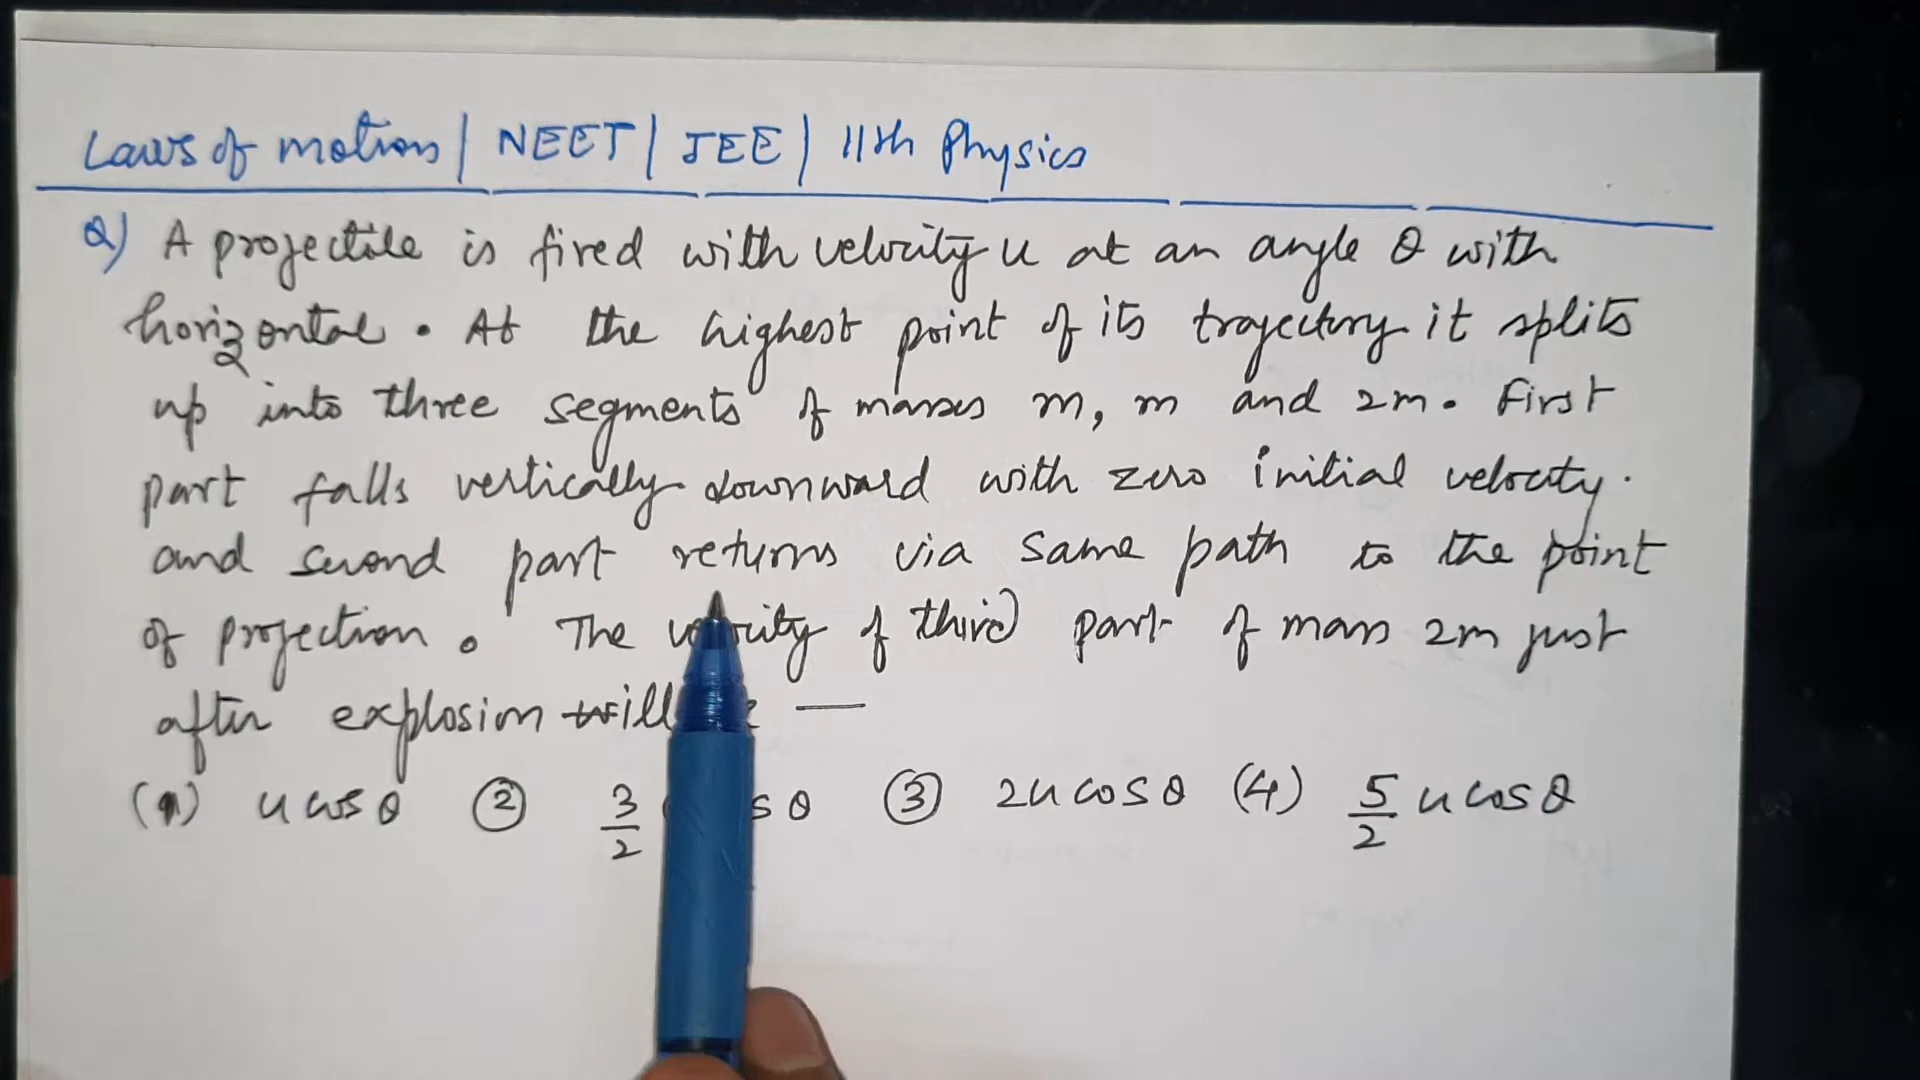 Laws of motion | NEET | JEE | 11th Physics
Q) A projectile is fired with velocity u at an angle θ with
horizontal. At the highest point of its trajectory it splits
up into three segments of masses m, m and 2m. First
part falls vertically downward with zero initial velocity.
and second part returns via same path to the point
of projection. The velocity of third part of mass 2m just
after explosion will —
(1) u cos θ ② 3/2 s θ ③ 2u cos θ (4) 5/2 u cos θ